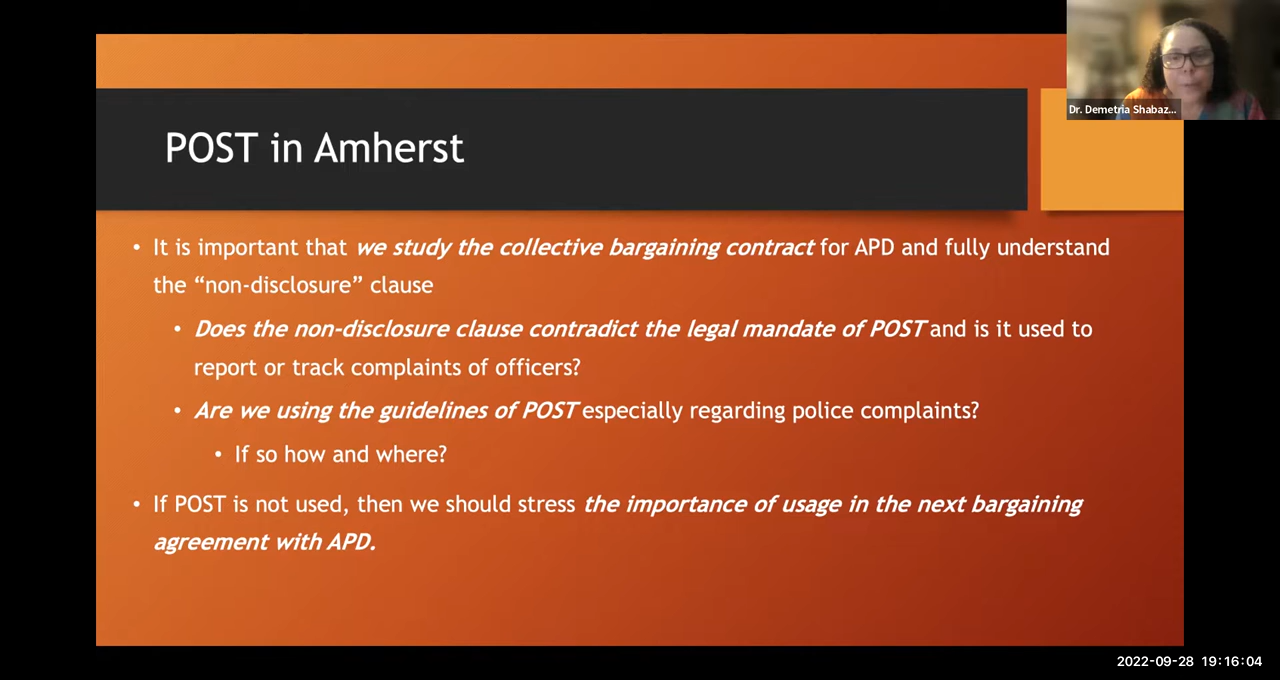 Dr. Demetria Shabaz...
POST in Amherst
• It is important that we study the collective bargaining contract for APD and fully understand
the “non-disclosure” clause
• Does the non-disclosure clause contradict the legal mandate of POST and is it used to
report or track complaints of officers?
• Are we using the guidelines of POST especially regarding police complaints?
• If so how and where?
• If POST is not used, then we should stress the importance of usage in the next bargaining
agreement with APD.
2022-09-28 19:16:04